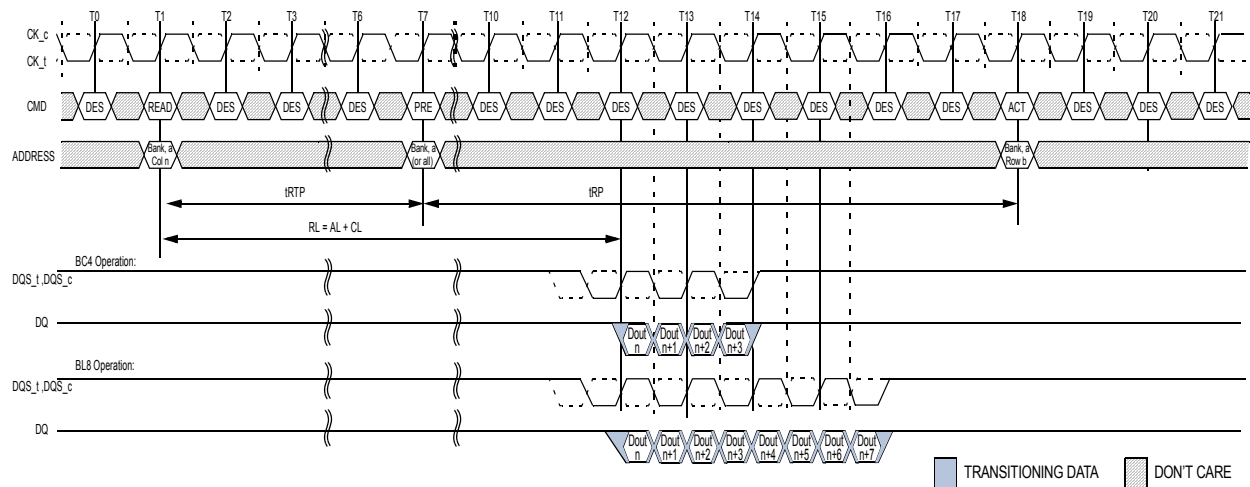 T0 T1 T2 T3 T6 T7 T10 T11 T12 T13 T14 T15 T16 T17 T18 T19 T20 T21
CK_c
CK_t
CMD DES READ DES DES DES PRE DES DES DES DES DES DES DES DES ACT DES DES DES
ADDRESS Bank, a Col n Bank, a (or all) Bank, a Row b
tRTP tRP
RL = AL + CL
BC4 Operation:
DQS_t ,DQS_c
DQ Dout n Dout n+1 Dout n+2 Dout n+3
BL8 Operation:
DQS_t ,DQS_c
DQ Dout n Dout n+1 Dout n+2 Dout n+3 Dout n+4 Dout n+5 Dout n+6 Dout n+7
TRANSITIONING DATA DON'T CARE